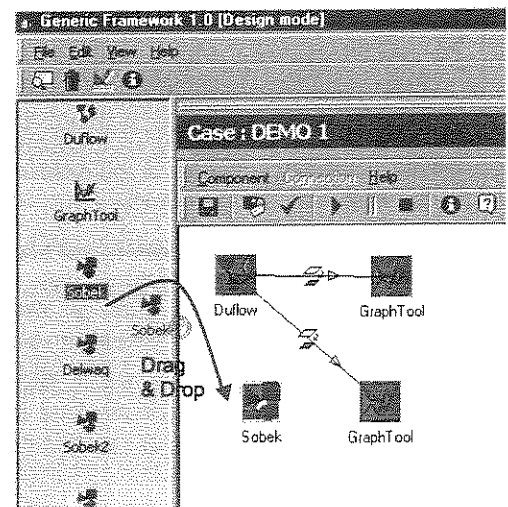 Generic Framework 1.0 [Design mode]
File Edit View Help
Duflow
Case : DEMO 1
Component Connection Help
GraphTool
Sobek
Sobek
Duflow
GraphTool
Delwaq
Drag
& Drop
Sobek
GraphTool
Sobek2